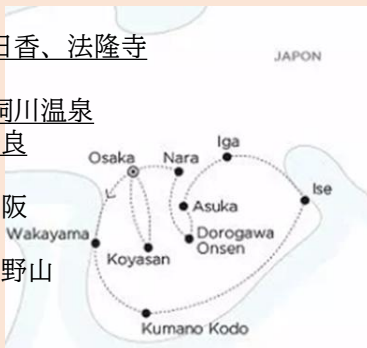 日香、法隆寺
JAPON
洞川温泉
良
Iga
Osaka
Nara
Ise
阪
Asuka
Wakayama
Dorogawa
Onsen
Koyasan
野山
Kumano Kodo